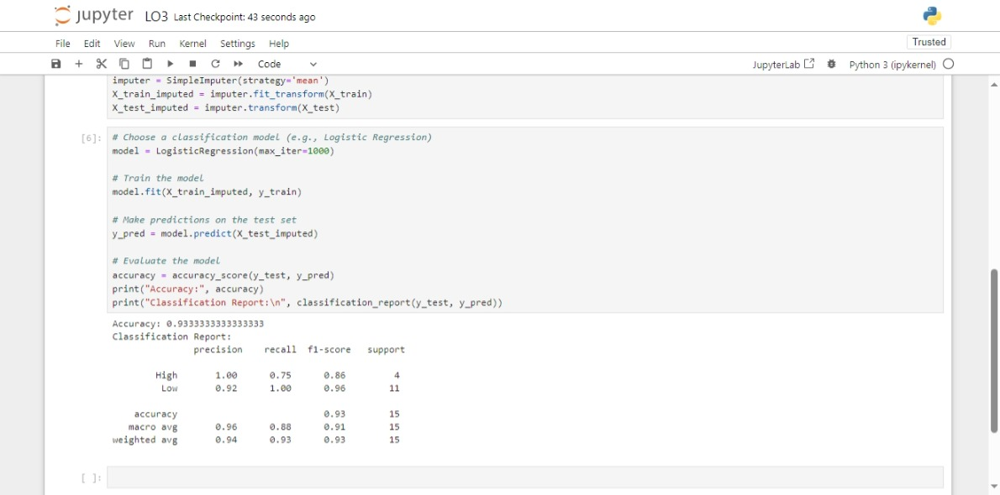 jupyter LO3 Last Checkpoint: 43 seconds ago
File Edit View Run Kernel Settings Help Trusted
Code JupyterLab Python 3 (ipykernel)
imputer = SimpleImputer(strategy='mean')
X_train_imputed = imputer.fit_transform(X_train)
X_test_imputed = imputer.transform(X_test)
[6]: # Choose a classification model (e.g., Logistic Regression)
model = LogisticRegression(max_iter=1000)
# Train the model
model.fit(X_train_imputed, y_train)
# Make predictions on the test set
y_pred = model.predict(X_test_imputed)
# Evaluate the model
accuracy = accuracy_score(y_test, y_pred)
print("Accuracy:", accuracy)
print("Classification Report:\n", classification_report(y_test, y_pred))
Accuracy: 0.9333333333333333
Classification Report:
precision recall f1-score support
High 1.00 0.75 0.86 4
Low 0.92 1.00 0.96 11
accuracy 0.93 15
macro avg 0.96 0.88 0.91 15
weighted avg 0.94 0.93 0.93 15
[ ]: